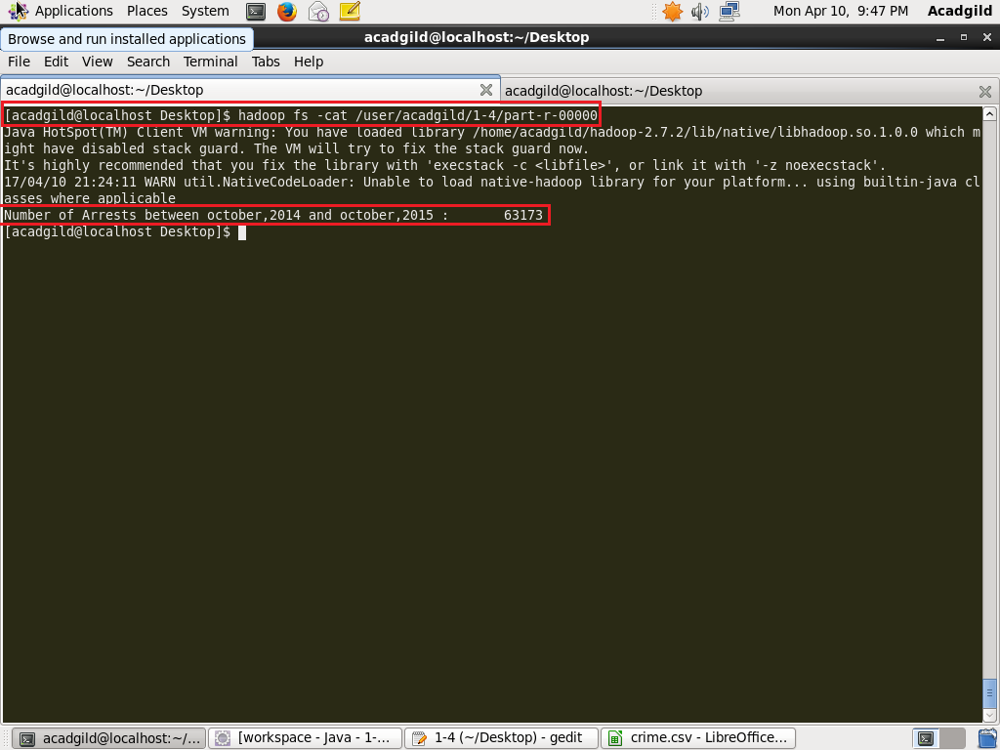 Applications Places System Mon Apr 10, 9:47 PM Acadgild
Browse and run installed applications
acadgild@localhost:~/Desktop
File Edit View Search Terminal Tabs Help
acadgild@localhost:~/Desktop acadgild@localhost:~/Desktop
[acadgild@localhost Desktop]$ hadoop fs -cat /user/acadgild/1-4/part-r-00000
Java HotSpot(TM) Client VM warning: You have loaded library /home/acadgild/hadoop-2.7.2/lib/native/libhadoop.so.1.0.0 which m
ight have disabled stack guard. The VM will try to fix the stack guard now.
It's highly recommended that you fix the library with 'execstack -c <libfile>', or link it with '-z noexecstack'.
17/04/10 21:24:11 WARN util.NativeCodeLoader: Unable to load native-hadoop library for your platform... using builtin-java cl
asses where applicable
Number of Arrests between october,2014 and october,2015 : 63173
[acadgild@localhost Desktop]$
acadgild@localhost:~/... [workspace - Java - 1-... 1-4 (~/Desktop) - gedit crime.csv - LibreOffice...